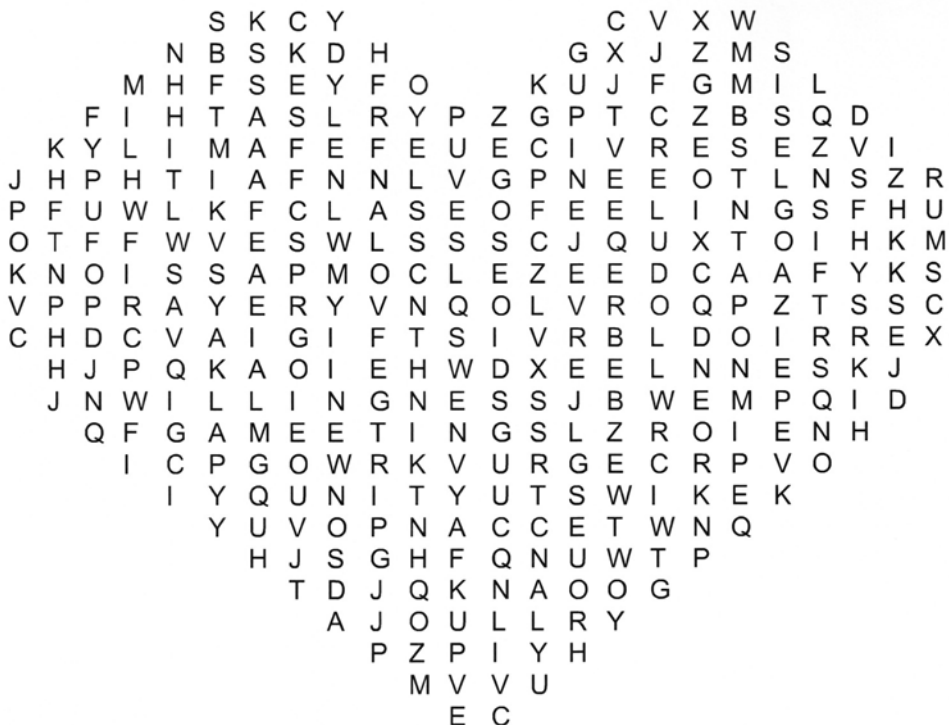 S K C Y C V X W
N B S K D H G X J Z M S
M H F S E Y F O K U J F G M I L
F I H T A S L R Y P Z G P T C Z B S Q D
K Y L I M A F E F E U E C I V R E S E Z V I
J H P H T I A F N N L V G P N E E O T L N S Z R
P F U W L K F C L A S E O F E E L I N G S F H U
O T F F W V E S W L S S S C J Q U X T O I H K M
K N O I S S A P M O C L E Z E E D C A A F Y K S
V P P R A Y E R Y V N Q O L V R O Q P Z T S S C
C H D C V A I G I F T S I V R B L D O I R R E X
H J P Q K A O I E H W D X E E L N N E S K J
J N W I L L I N G N E S S J B W E M P Q I D
Q F G A M E E T I N G S L Z R O I E N H
I C P G O W R K V U R G E C R P V O
I Y Q U N I T Y U T S W I K E K
Y U V O P N A C C E T W N Q
H J S G H F Q N U W T P
T D J Q K N A O O G
A J O U L L R Y
P Z P I Y H
M V V U
E C